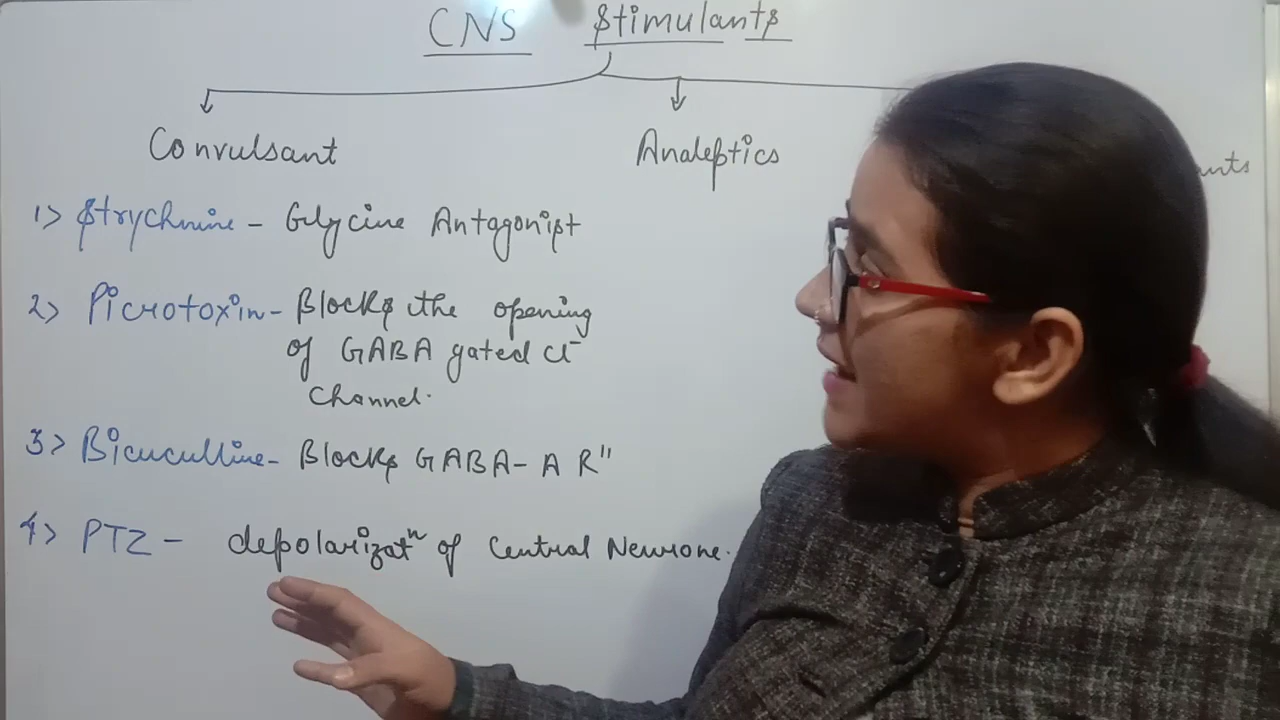 CNS Stimulants
Convulsant Analeptics
1> Strychnine - Glycine Antagonist
2> Picrotoxin - Blocks the opening
of GABA gated Cl-
channel.
3> Bicuculline - Blocks GABA-A R"
4> PTZ - depolarizatn of Central Neurone.